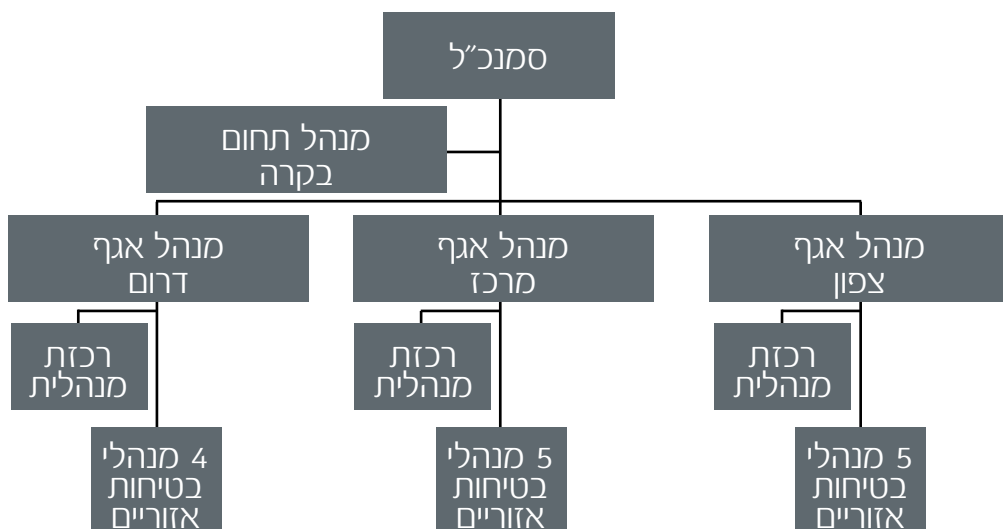 סמנכ״ל
מנהל תחום
בקרה
מנהל אגף
צפון
מנהל אגף
מרכז
מנהל אגף
דרום
רכזת
מנהלית
רכזת
מנהלית
רכזת
מנהלית
5 מנהלי
בטיחות
אזוריים
5 מנהלי
בטיחות
אזוריים
4 מנהלי
בטיחות
אזוריים